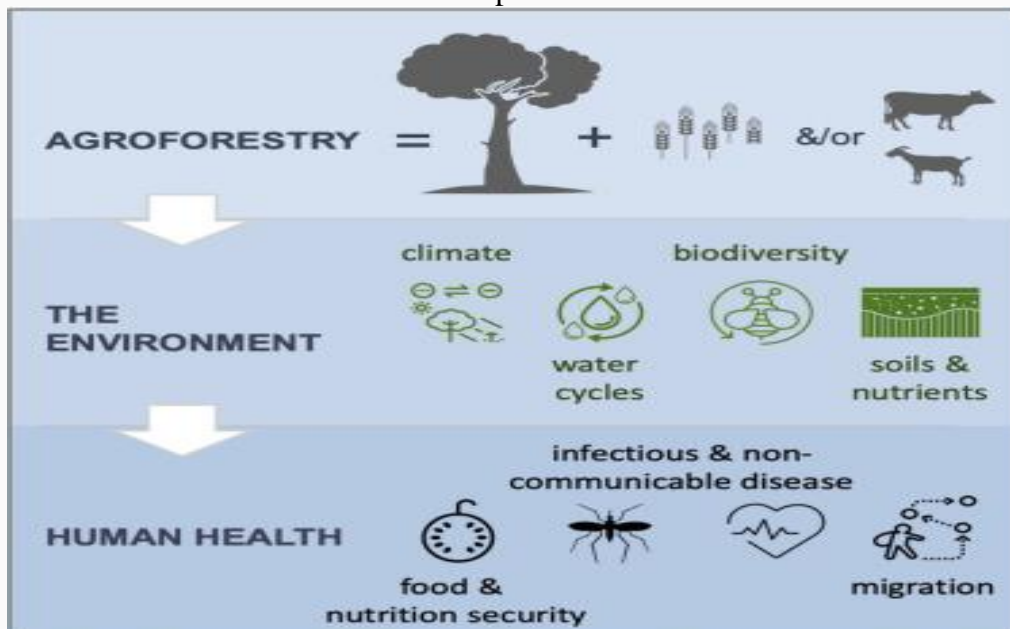 AGROFORESTRY = + &/or
climate biodiversity
THE
ENVIRONMENT
water soils &
cycles nutrients
infectious & non-
communicable disease
HUMAN HEALTH
food & migration
nutrition security